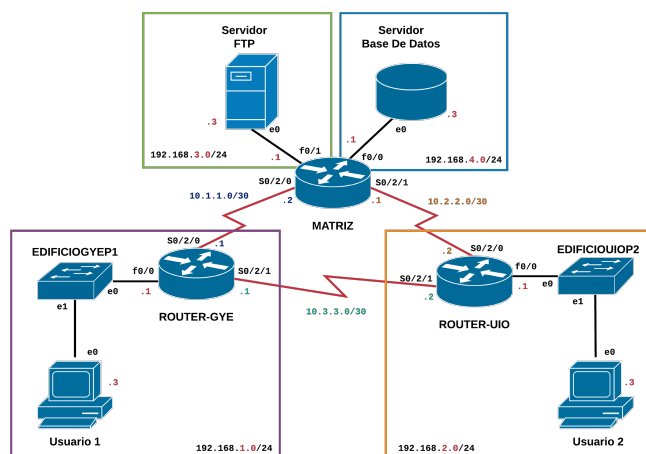 Servidor
FTP
Servidor
Base De Datos
.3
e0
.1
f0/1
192.168.3.0/24
.1
e0
.3
f0/0
192.168.4.0/24
S0/2/0
S0/2/1
10.1.1.0/30
.2
.1
10.2.2.0/30
MATRIZ
EDIFICIOGYEP1
S0/2/0
.1
f0/0
S0/2/1
e0
.1
.1
e1
ROUTER-GYE
10.3.3.0/30
.2
S0/2/0
EDIFICIOUIOP2
S0/2/1
f0/0
.2
.1
e0
e1
ROUTER-UIO
e0
.3
Usuario 1
192.168.1.0/24
e0
.3
Usuario 2
192.168.2.0/24